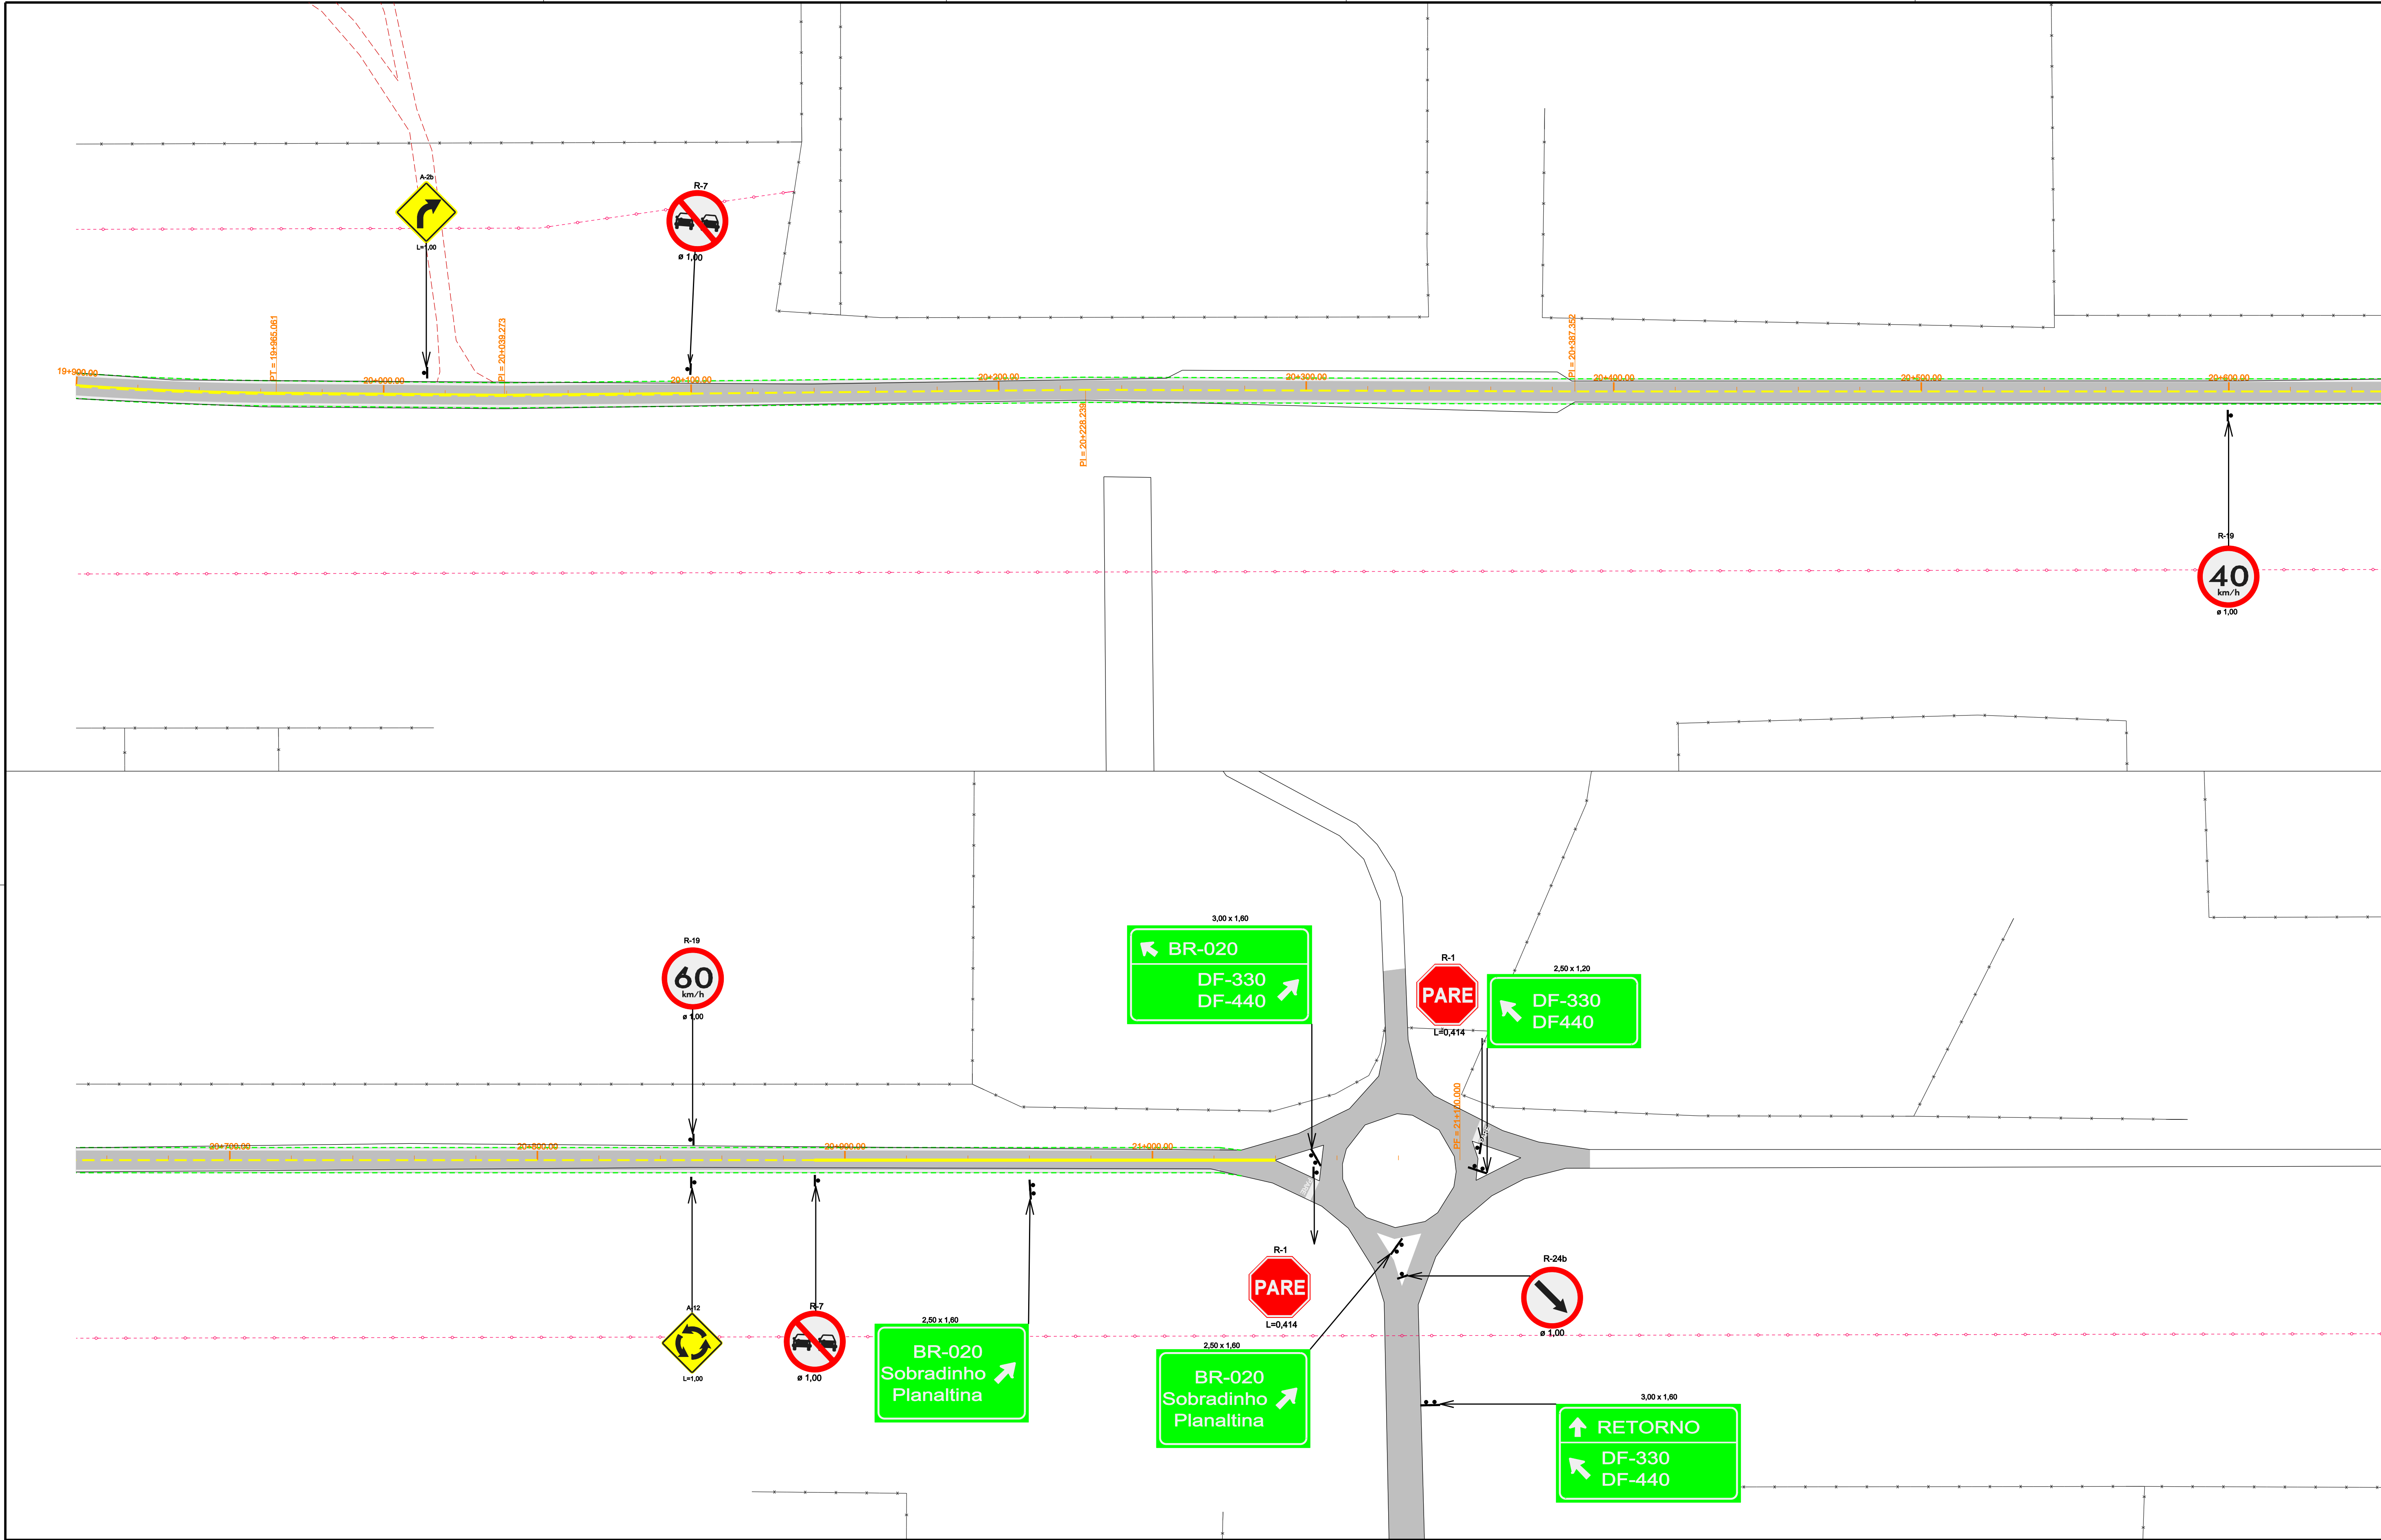 A-2b
L=1,00
R-7
ø 1,00
19+900.00
PT = 19+965.061
20+000.00
PI = 20+039.273
20+100.00
20+200.00
PI = 20+228.239
20+300.00
PI = 20+387.352
20+400.00
20+500.00
20+600.00
R-19
40
km/h
ø 1,00
R-19
60
km/h
ø 1,00
3,00 x 1,60
BR-020
DF-330
DF-440
R-1
PARE
L=0,414
2,50 x 1,20
DF-330
DF440
20+700.00
20+800.00
20+900.00
21+000.00
PF = 21+100.000
A-12
L=1,00
R-7
ø 1,00
2,50 x 1,60
BR-020
Sobradinho
Planaltina
R-1
PARE
L=0,414
2,50 x 1,60
BR-020
Sobradinho
Planaltina
R-24b
ø 1,00
3,00 x 1,60
RETORNO
DF-330
DF-440